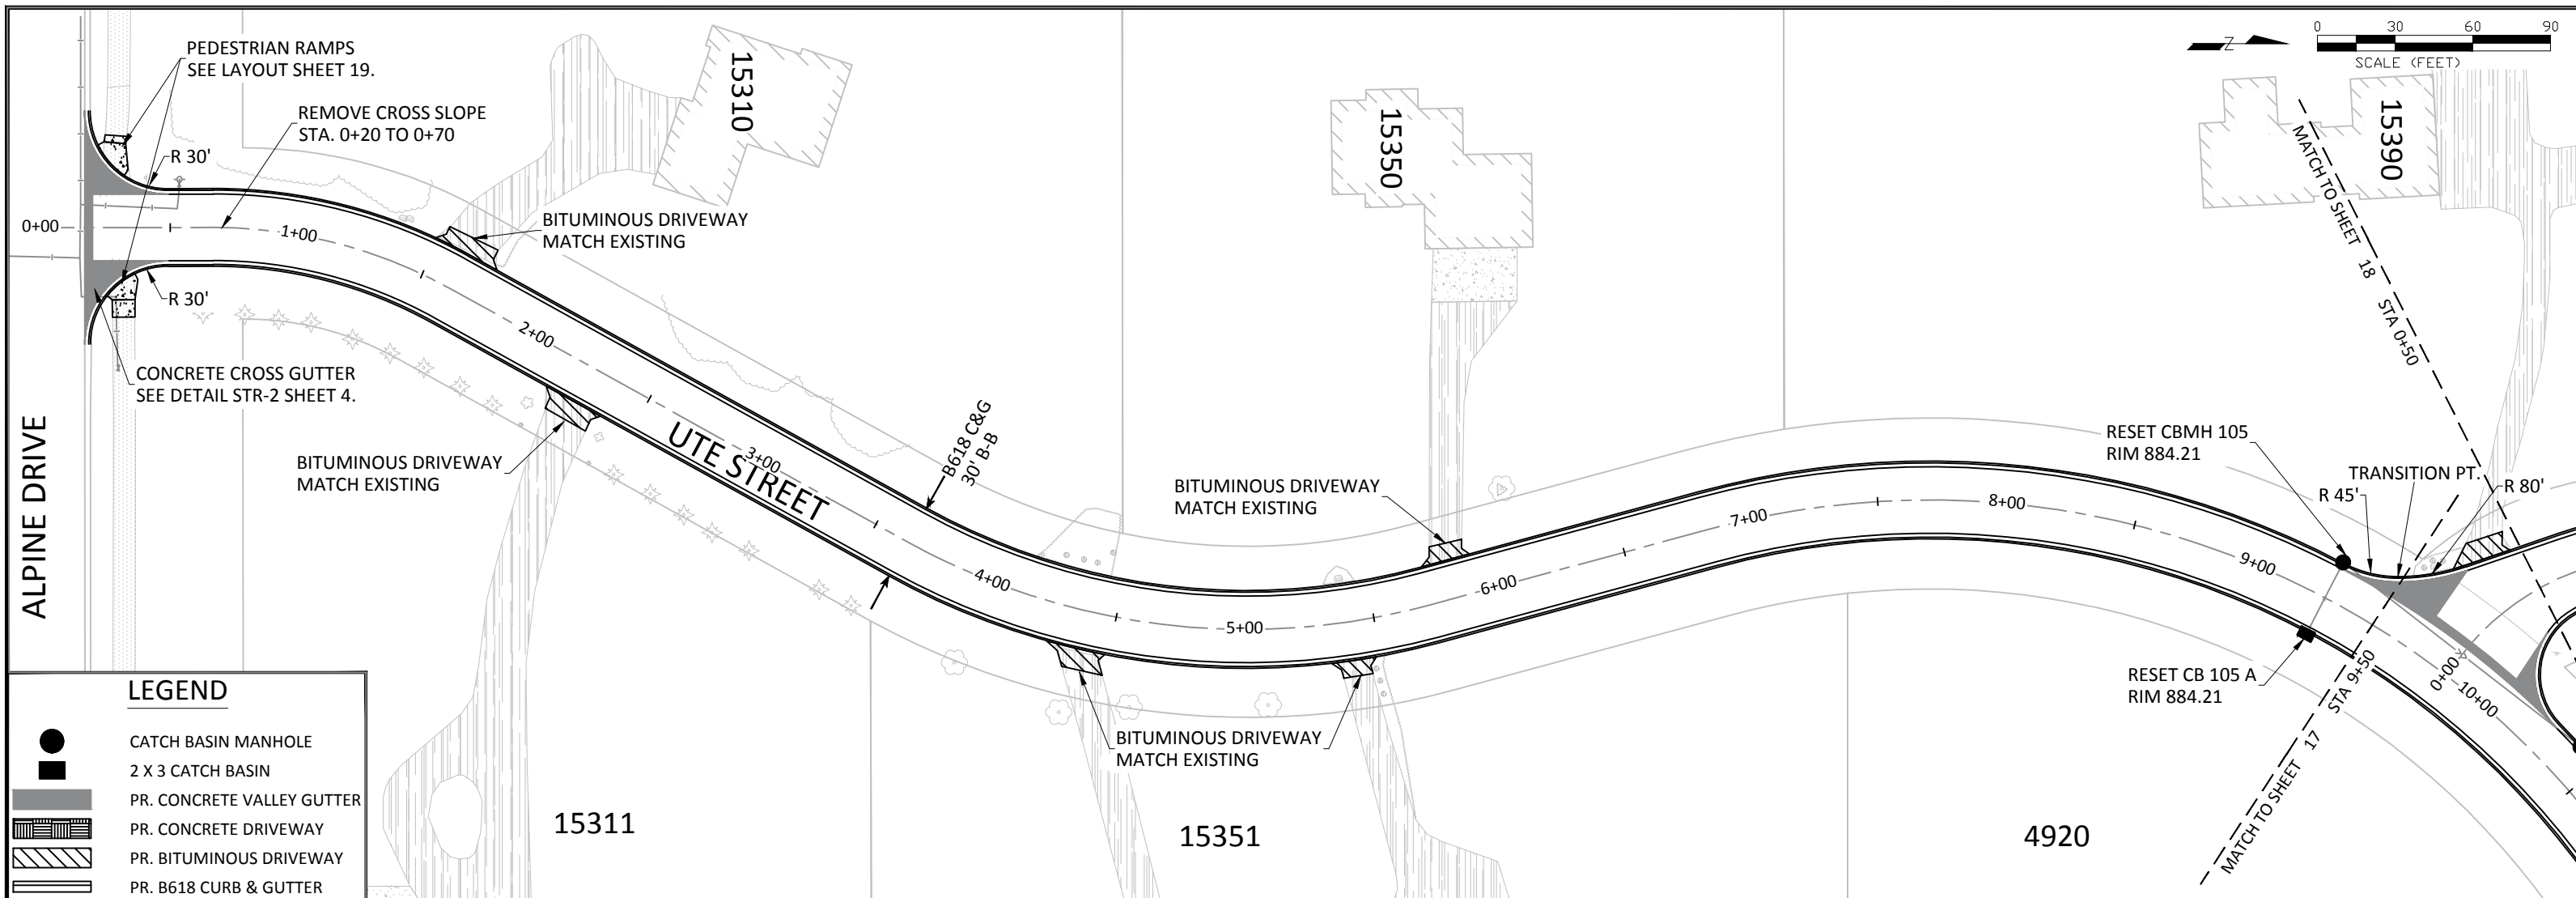 PEDESTRIAN RAMPS
SEE LAYOUT SHEET 19.
REMOVE CROSS SLOPE
STA. 0+20 TO 0+70
R 30'
0+00
1+00
R 30'
CONCRETE CROSS GUTTER
SEE DETAIL STR-2 SHEET 4.
ALPINE DRIVE
15310
BITUMINOUS DRIVEWAY
MATCH EXISTING
2+00
BITUMINOUS DRIVEWAY
MATCH EXISTING
UTE STREET
3+00
B618 C&G
30' B-B
4+00
15350
BITUMINOUS DRIVEWAY
MATCH EXISTING
5+00
6+00
7+00
8+00
9+00
BITUMINOUS DRIVEWAY
MATCH EXISTING
15311
15351
4920
Z
0 30 60 90
SCALE (FEET)
15390
MATCH TO SHEET 18 STA 0+50
RESET CBMH 105
RIM 884.21
TRANSITION PT.
R 45'
R 80'
RESET CB 105 A
RIM 884.21
MATCH TO SHEET 17 STA 9+50
0+00
10+00
LEGEND
CATCH BASIN MANHOLE
2 X 3 CATCH BASIN
PR. CONCRETE VALLEY GUTTER
PR. CONCRETE DRIVEWAY
PR. BITUMINOUS DRIVEWAY
PR. B618 CURB & GUTTER